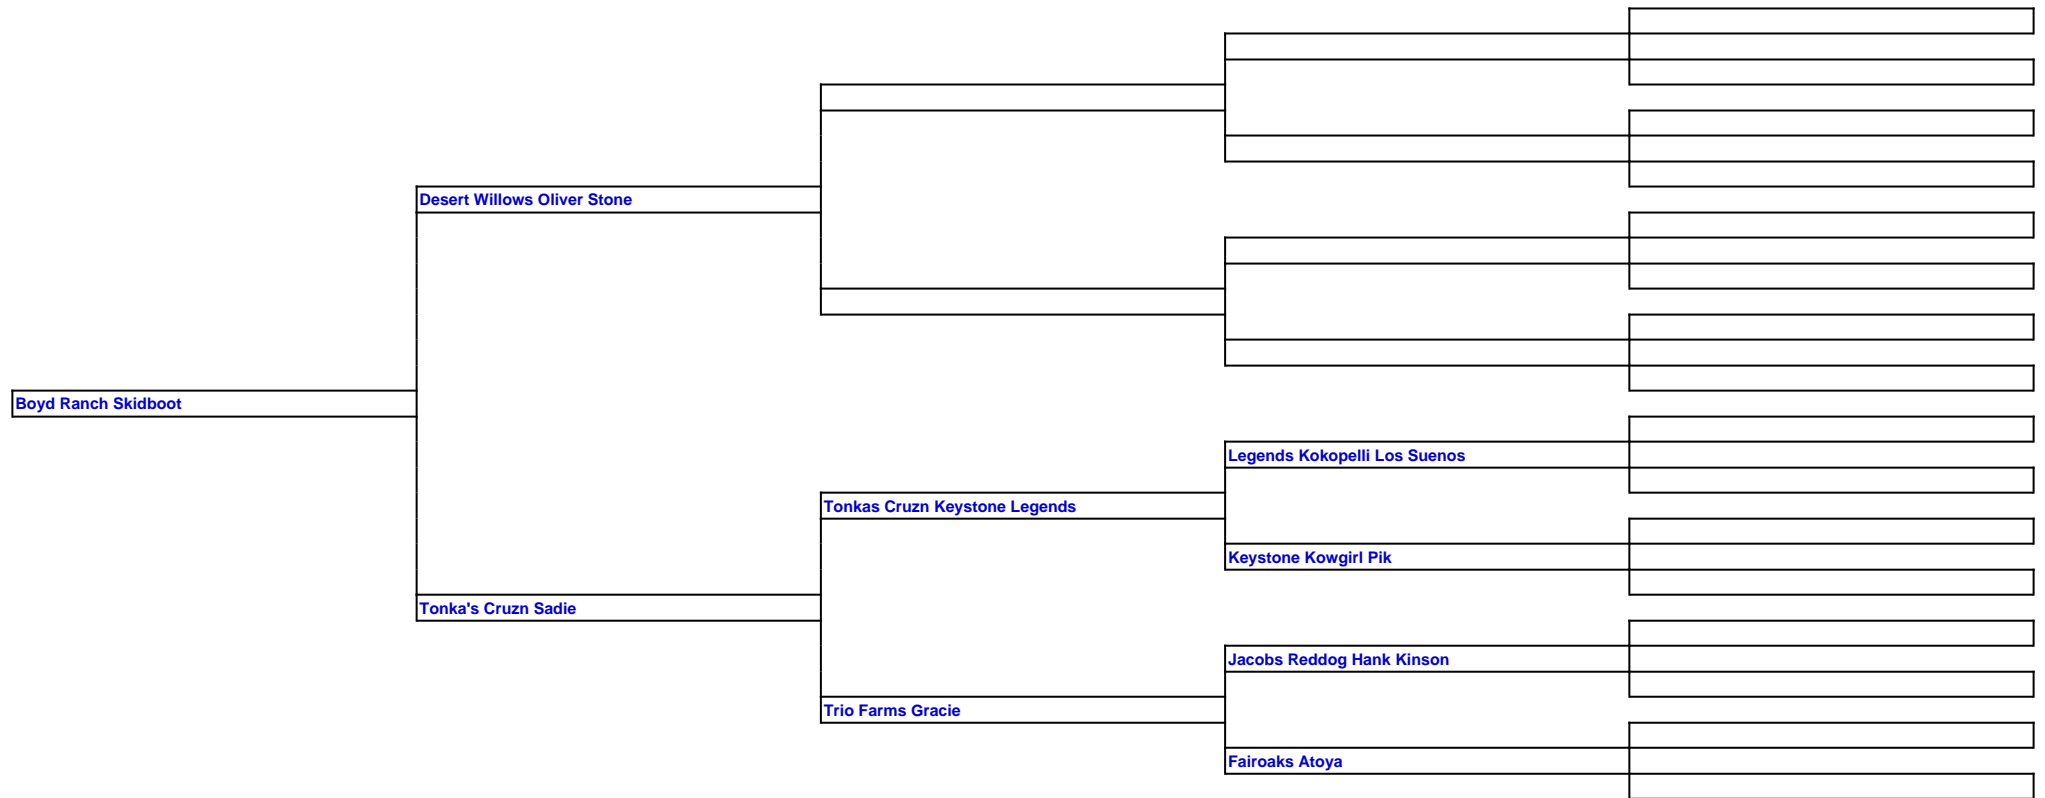 Desert Willows Oliver Stone
Boyd Ranch Skidboot
Legends Kokopelli Los Suenos
Tonkas Cruzn Keystone Legends
Keystone Kowgirl Pik
Tonka's Cruzn Sadie
Jacobs Reddog Hank Kinson
Trio Farms Gracie
Fairoaks Atoya